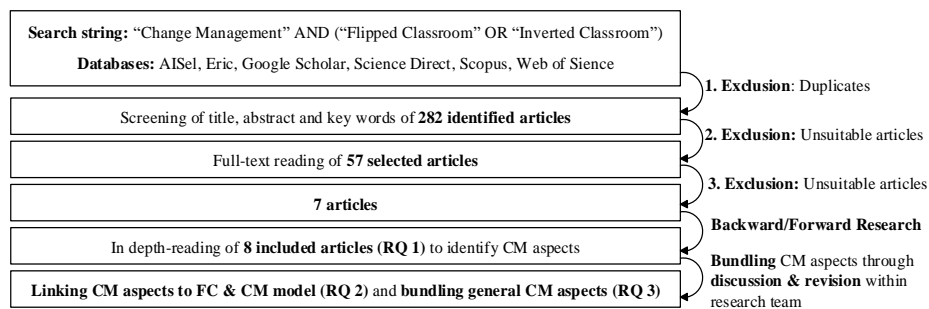 Search string: “Change Management” AND (“Flipped Classroom” OR “Inverted Classroom”)
Databases: AISel, Eric, Google Scholar, Science Direct, Scopus, Web of Sience
1. Exclusion: Duplicates
Screening of title, abstract and key words of 282 identified articles
2. Exclusion: Unsuitable articles
Full-text reading of 57 selected articles
3. Exclusion: Unsuitable articles
7 articles
Backward/Forward Research
In depth-reading of 8 included articles (RQ 1) to identify CM aspects
Bundling CM aspects through
discussion & revision within
research team
Linking CM aspects to FC & CM model (RQ 2) and bundling general CM aspects (RQ 3)